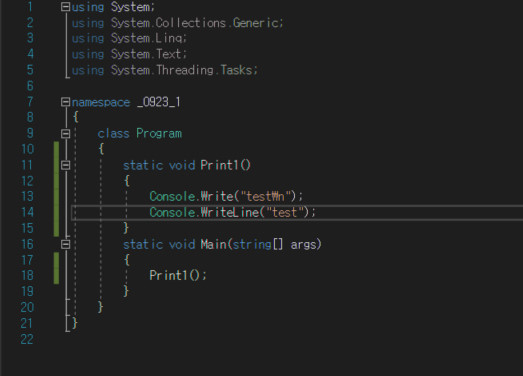 1 using System;
2 using System.Collections.Generic;
3 using System.Linq;
4 using System.Text;
5 using System.Threading.Tasks;
6
7 namespace _0923_1
8 {
9 class Program
10 {
11 static void Print1()
12 {
13 Console.Write("test₩n");
14 Console.WriteLine("test");
15 }
16 static void Main(string[] args)
17 {
18 Print1();
19 }
20 }
21 }
22